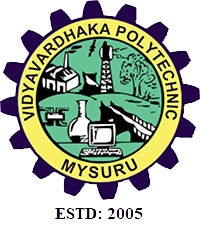 VIDYAVARDHAKA POLYTECHNIC
MYSURU
ESTD: 2005